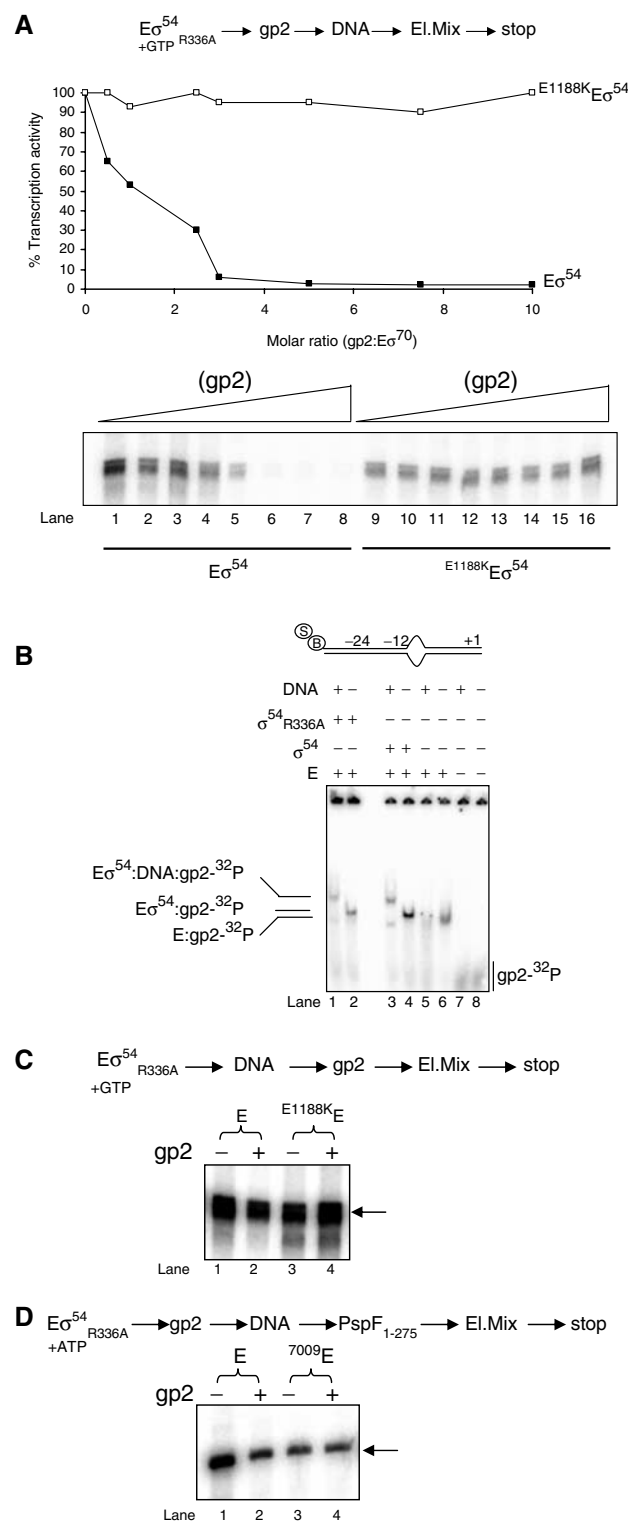 A
Eσ54 R336A → gp2 → DNA → El.Mix → stop
+GTP
% Transcription activity
100
90
80
70
60
50
40
30
20
10
0
0 2 4 6 8 10
E1188KEσ54
Eσ54
Molar ratio (gp2:Eσ70)
(gp2) (gp2)
Lane 1 2 3 4 5 6 7 8 9 10 11 12 13 14 15 16
Eσ54 E1188KEσ54
B
S
B −24 −12 +1
DNA + − + − + − + −
σ54R336A + + − − − − − −
σ54 − − + + − − − −
E + + + + + + − −
Eσ54:DNA:gp2-32P
Eσ54:gp2-32P
E:gp2-32P
gp2-32P
Lane 1 2 3 4 5 6 7 8
C
Eσ54R336A → DNA → gp2 → El.Mix → stop
+GTP
E E1188KE
gp2 − + − +
Lane 1 2 3 4
D
Eσ54R336A → gp2 → DNA → PspF1-275 → El.Mix → stop
+ATP
E 7009E
gp2 − + − +
Lane 1 2 3 4